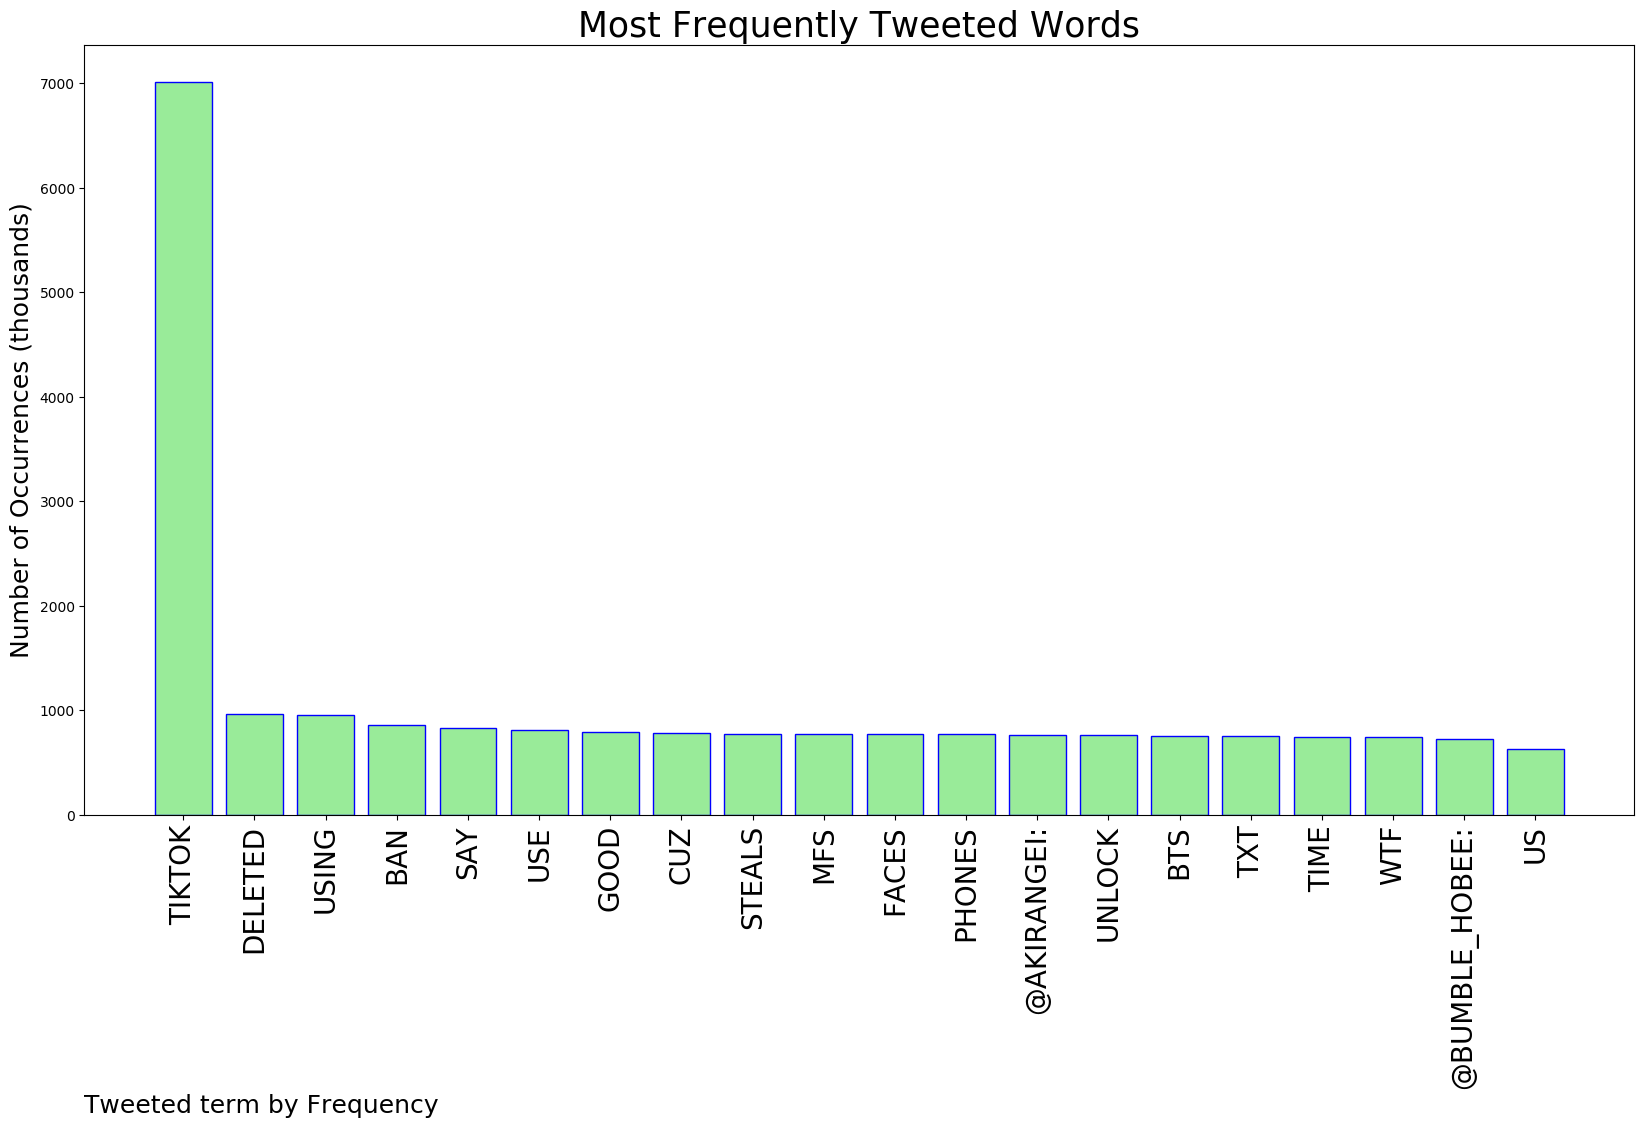 Most Frequently Tweeted Words
Number of Occurrences (thousands)
7000
6000
5000
4000
3000
2000
1000
0
TIKTOK
DELETED
USING
BAN
SAY
USE
GOOD
CUZ
STEALS
MFS
FACES
PHONES
@AKIRANGEI:
UNLOCK
BTS
TXT
TIME
WTF
@BUMBLE_HOBEE:
US
Tweeted term by Frequency